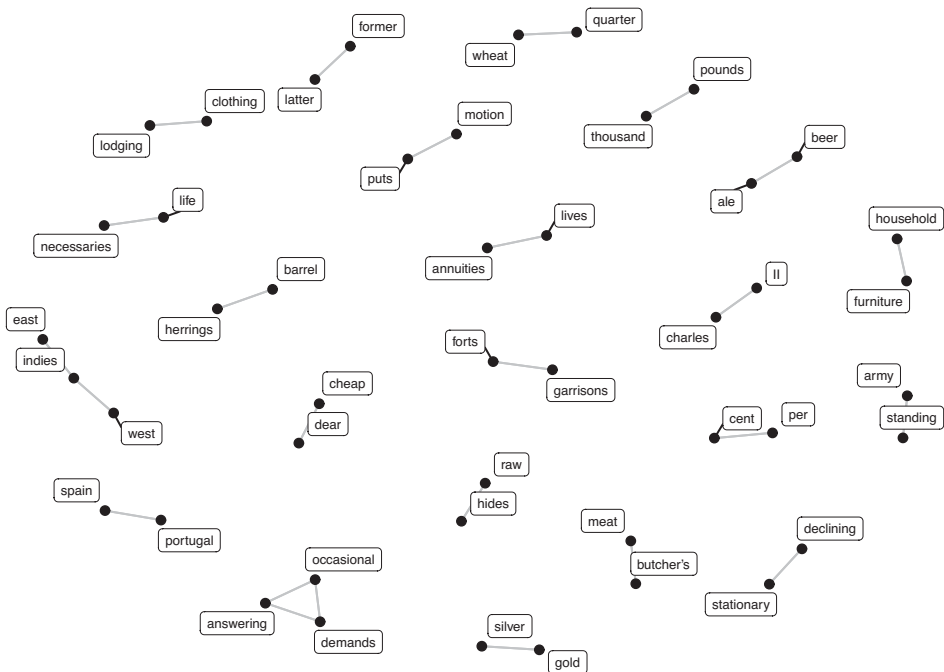 former
quarter
wheat
pounds
latter
clothing
motion
lodging
thousand
beer
puts
life
ale
lives
household
necessaries
annuities
barrel
II
furniture
herrings
east
charles
forts
indies
army
cheap
garrisons
per
standing
cent
dear
west
raw
spain
hides
meat
declining
portugal
occasional
butcher's
stationary
answering
silver
demands
gold